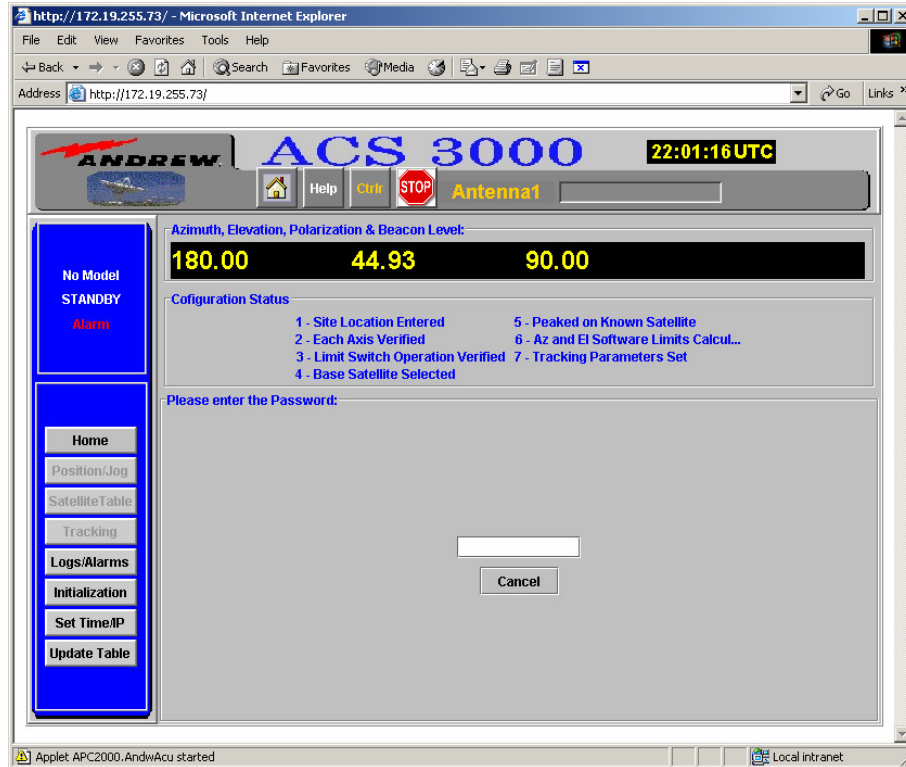 http://172.19.255.73/ - Microsoft Internet Explorer
File Edit View Favorites Tools Help
Back Search Favorites Media
Address http://172.19.255.73/ Go Links »
ANDREW. ACS 3000 22:01:16 UTC
Help Ctrlr STOP Antenna1
Azimuth, Elevation, Polarization & Beacon Level:
180.00 44.93 90.00
No Model
STANDBY
Alarm
Cofiguration Status
1 - Site Location Entered 5 - Peaked on Known Satellite
2 - Each Axis Verified 6 - Az and El Software Limits Calcul...
3 - Limit Switch Operation Verified 7 - Tracking Parameters Set
4 - Base Satellite Selected
Please enter the Password:
Home
Position/Jog
SatelliteTable
Tracking
Logs/Alarms
Initialization
Set Time/IP
Update Table
Cancel
Applet APC2000.AndwAcu started Local intranet